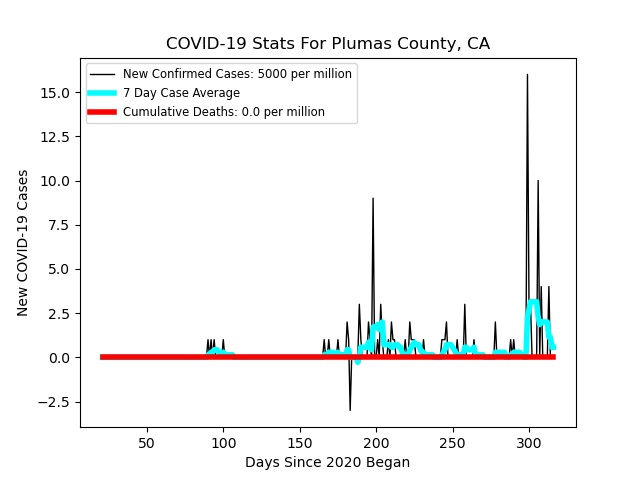 COVID-19 Stats For Plumas County, CA
New Confirmed Cases: 5000 per million
7 Day Case Average
Cumulative Deaths: 0.0 per million
15.0
12.5
10.0
7.5
5.0
2.5
0.0
−2.5
New COVID-19 Cases
50 100 150 200 250 300
Days Since 2020 Began